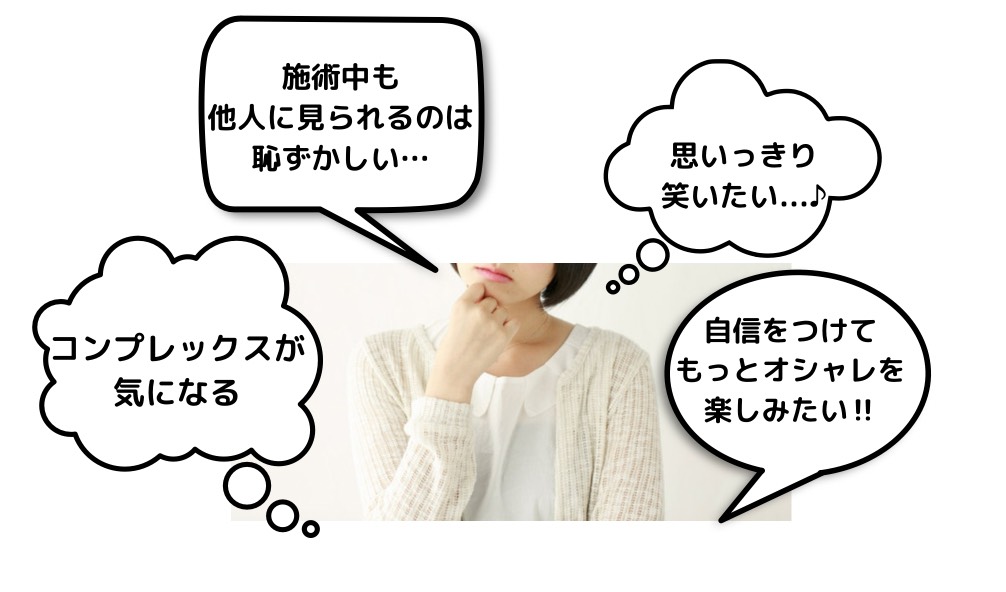 施術中も
他人に見られるのは
恥ずかしい…
思いっきり
笑いたい...♪
コンプレックスが
気になる
自信をつけて
もっとオシャレを
楽しみたい!!